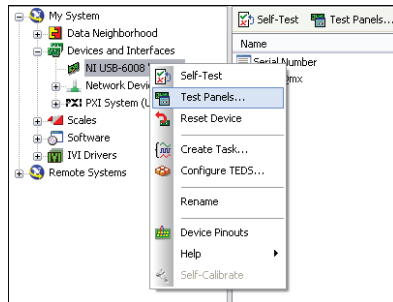 My System
Data Neighborhood
Devices and Interfaces
NI USB-6008
Network Devic
PXI PXI System (U
Scales
Software
IVI Drivers
Remote Systems
Self-Test
Test Panels...
Name
Serial Number
Self-Test
Test Panels...
Reset Device
Create Task...
Configure TEDS...
Rename
Device Pinouts
Help
Self-Calibrate